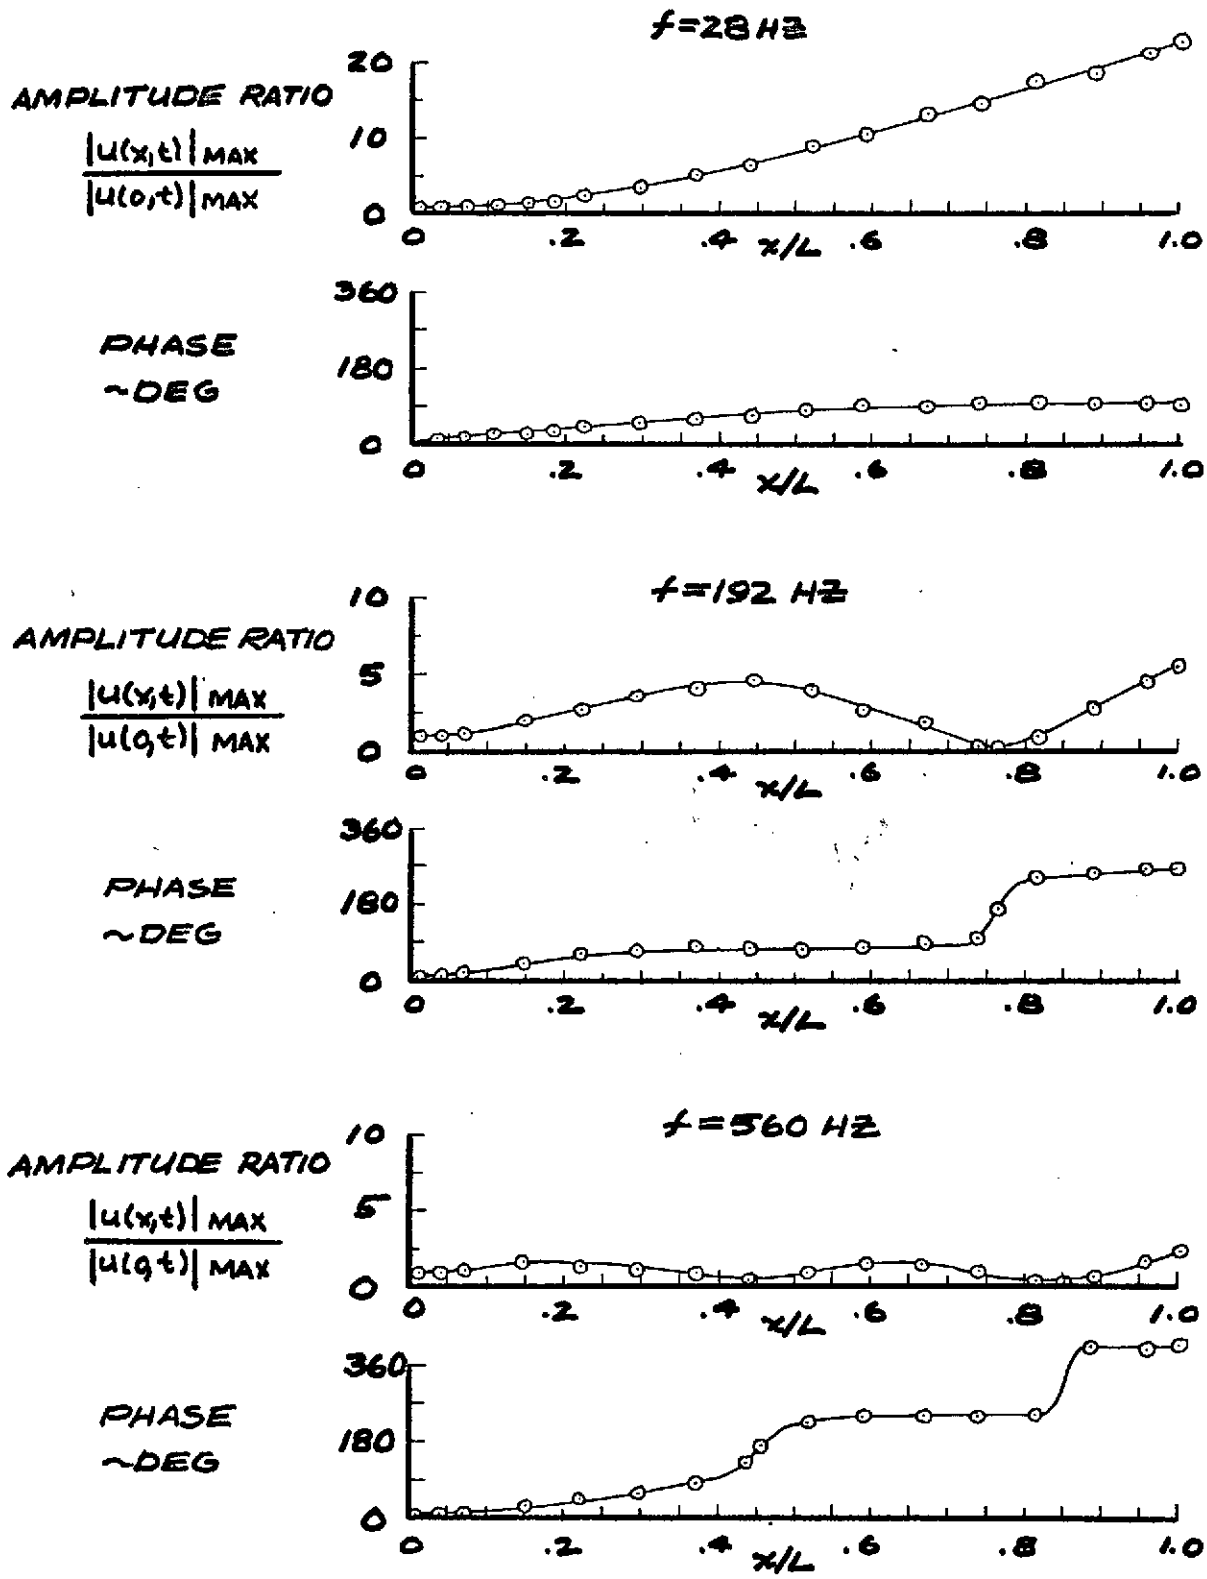 f=28 HZ
AMPLITUDE RATIO
|u(x,t)| MAX
|u(0,t)| MAX
20
10
0
0 .2 .4 x/L .6 .8 1.0
PHASE
~DEG
360
180
0
0 .2 .4 x/L .6 .8 1.0
f=192 HZ
AMPLITUDE RATIO
|u(x,t)| MAX
|u(0,t)| MAX
10
5
0
0 .2 .4 x/L .6 .8 1.0
PHASE
~DEG
360
180
0
0 .2 .4 x/L .6 .8 1.0
f=560 HZ
AMPLITUDE RATIO
|u(x,t)| MAX
|u(0,t)| MAX
10
5
0
0 .2 .4 x/L .6 .8 1.0
PHASE
~DEG
360
180
0
0 .2 .4 x/L .6 .8 1.0